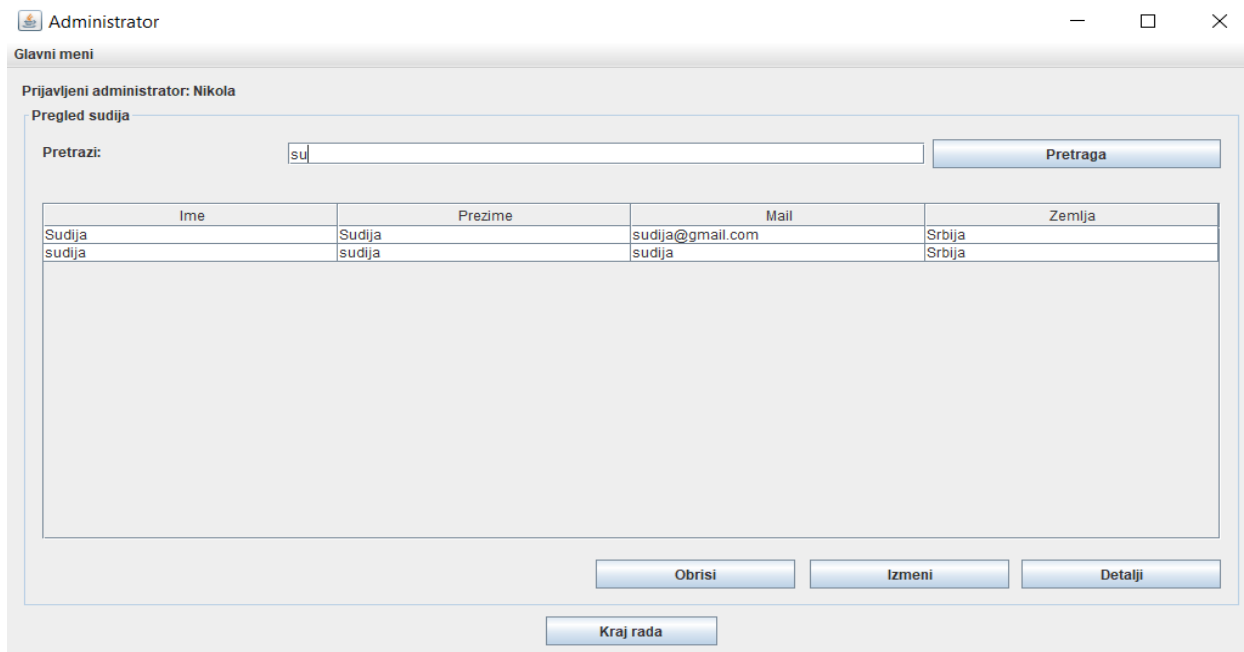 Administrator
Glavni meni
Prijavljeni administrator: Nikola
Pregled sudija
Pretrazi: su Pretraga
Ime Prezime Mail Zemlja
Sudija Sudija sudija@gmail.com Srbija
sudija sudija sudija Srbija
Obrisi Izmeni Detalji
Kraj rada